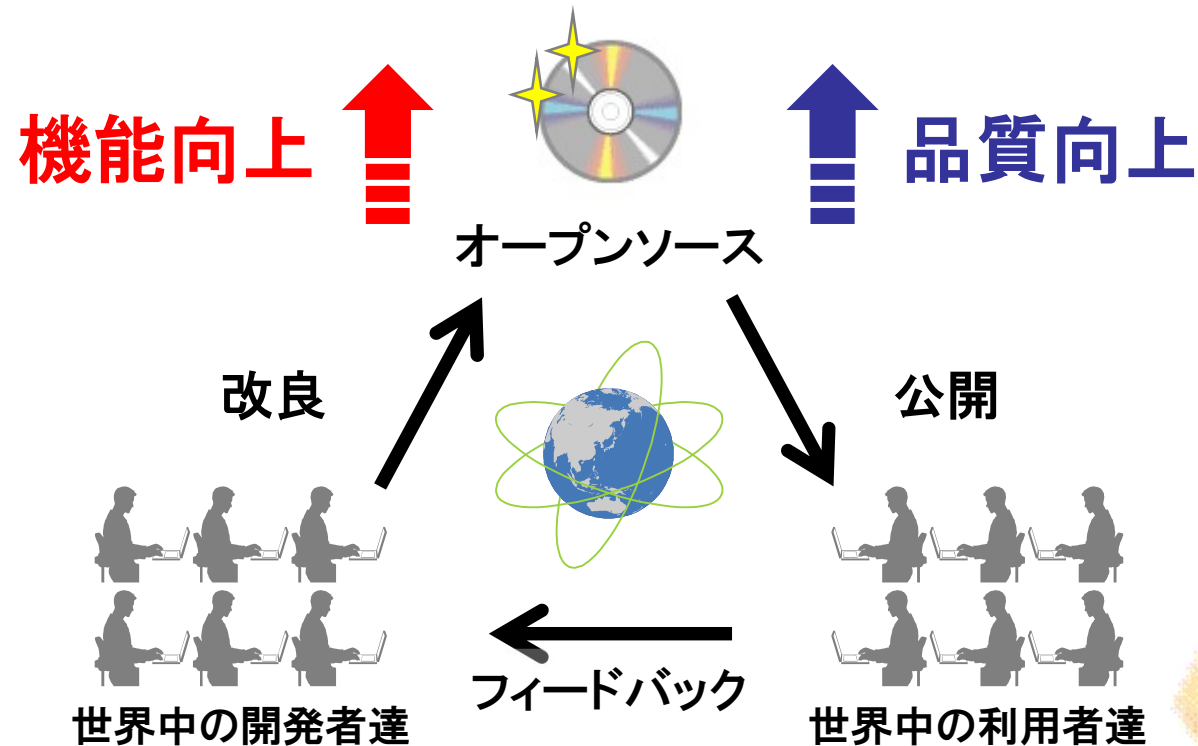 機能向上
品質向上
オープンソース
改良
公開
フィードバック
世界中の開発者達
世界中の利用者達